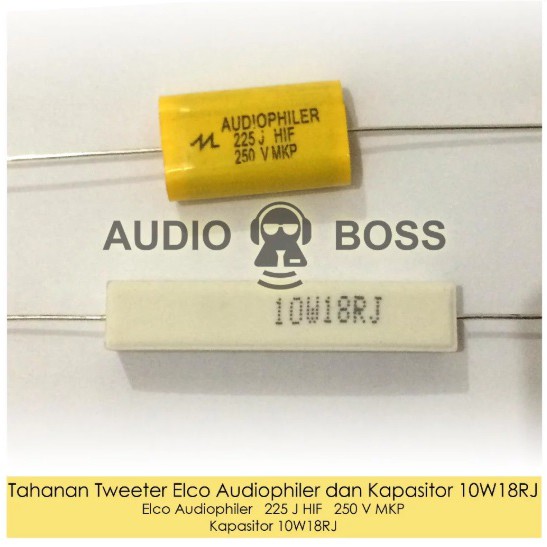 AUDIOPHILER
225 J HIF
250 V MKP
AUDIO BOSS
10W18RJ
Tahanan Tweeter Elco Audiophiler dan Kapasitor 10W18RJ
Elco Audiophiler 225 J HIF 250 V MKP
Kapasitor 10W18RJ